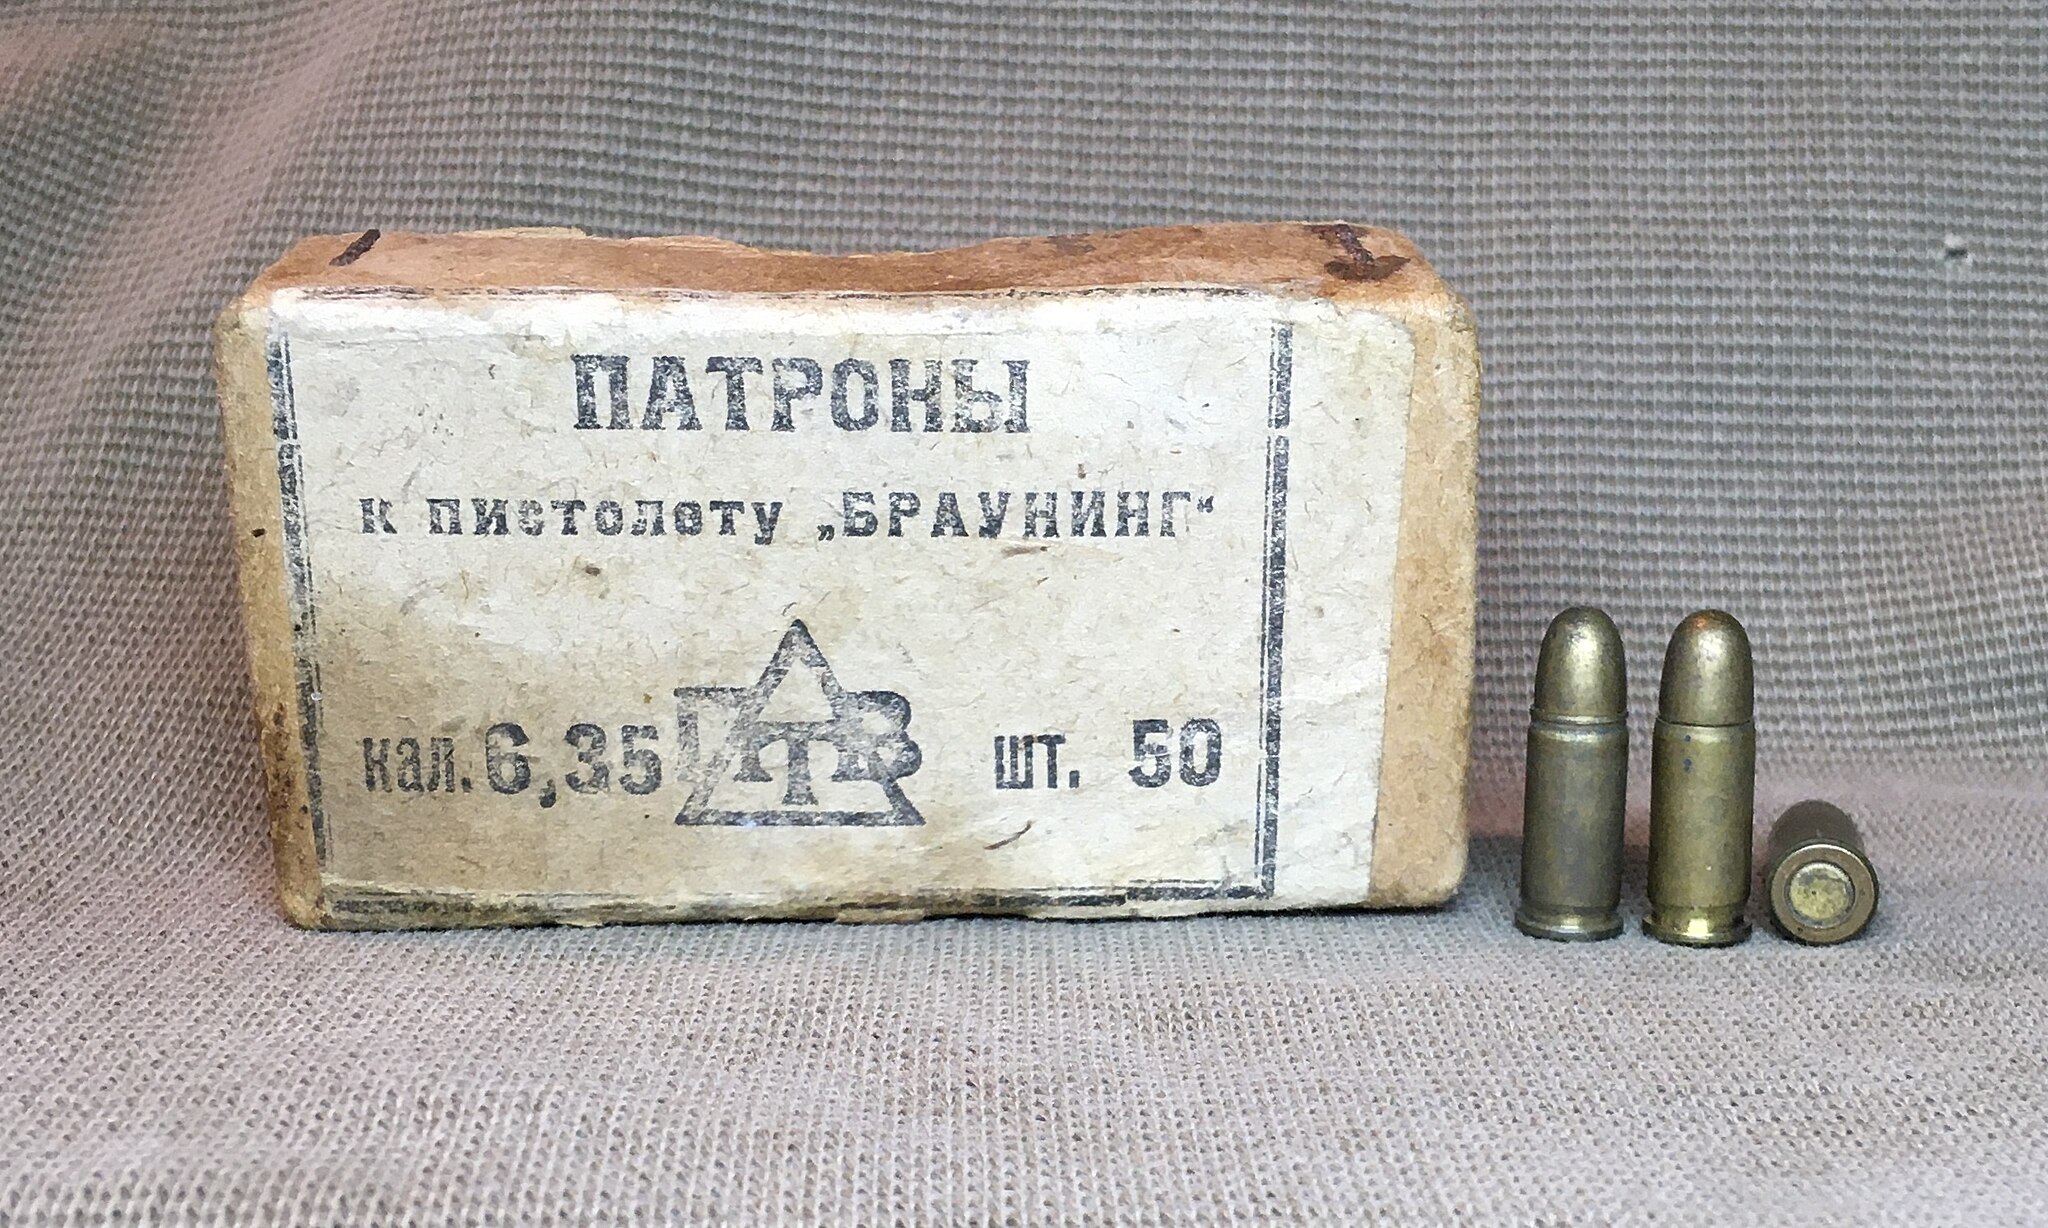 ПАТРОНЫ
к пистолету „БРАУНИНГ“
кал. 6,35
шт. 50